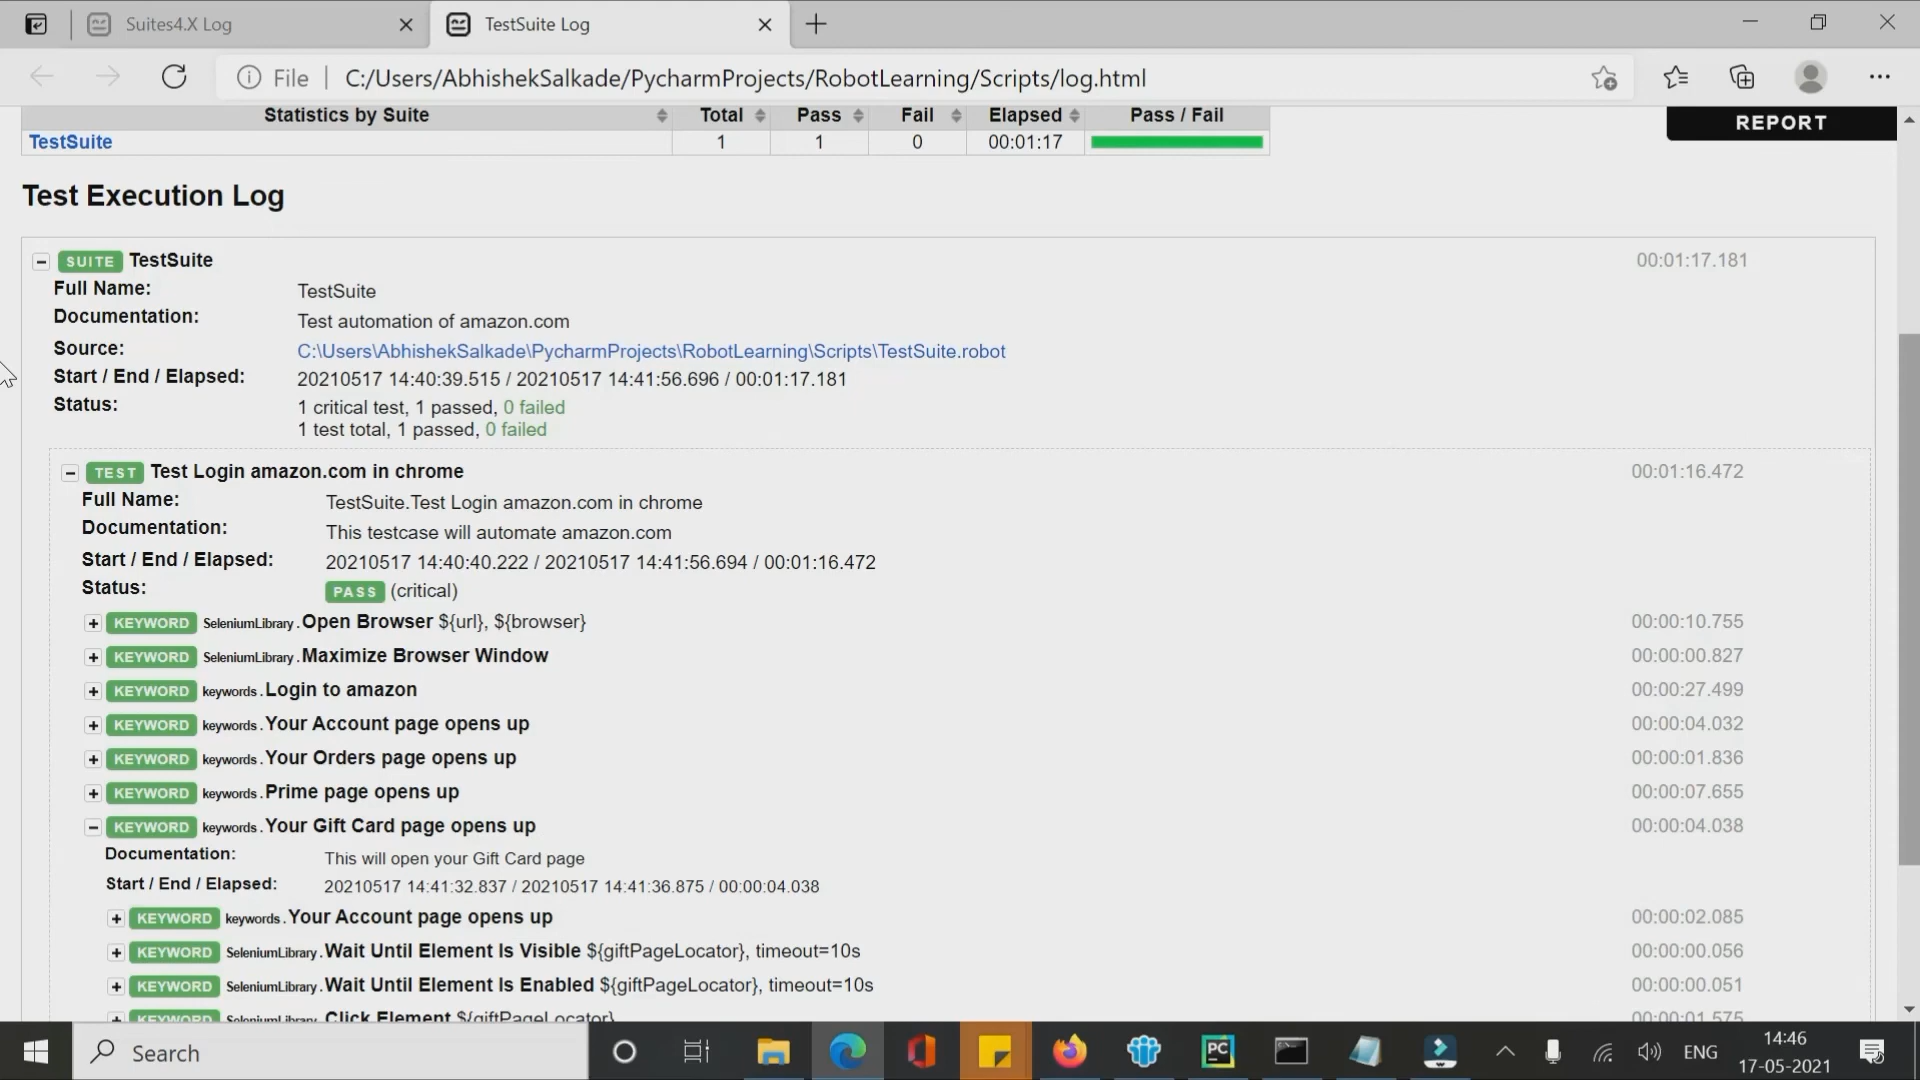 Suites4.X Log
TestSuite Log
File
C:/Users/AbhishekSalkade/PycharmProjects/RobotLearning/Scripts/log.html
Statistics by Suite Total Pass Fail Elapsed Pass / Fail
TestSuite 1 1 0 00:01:17
REPORT
Test Execution Log
SUITE TestSuite 00:01:17.181
Full Name: TestSuite
Documentation: Test automation of amazon.com
Source: C:\Users\AbhishekSalkade\PycharmProjects\RobotLearning\Scripts\TestSuite.robot
Start / End / Elapsed: 20210517 14:40:39.515 / 20210517 14:41:56.696 / 00:01:17.181
Status: 1 critical test, 1 passed, 0 failed
1 test total, 1 passed, 0 failed
TEST Test Login amazon.com in chrome 00:01:16.472
Full Name: TestSuite.Test Login amazon.com in chrome
Documentation: This testcase will automate amazon.com
Start / End / Elapsed: 20210517 14:40:40.222 / 20210517 14:41:56.694 / 00:01:16.472
Status: PASS (critical)
KEYWORD SeleniumLibrary.Open Browser ${url}, ${browser} 00:00:10.755
KEYWORD SeleniumLibrary.Maximize Browser Window 00:00:00.827
KEYWORD keywords.Login to amazon 00:00:27.499
KEYWORD keywords.Your Account page opens up 00:00:04.032
KEYWORD keywords.Your Orders page opens up 00:00:01.836
KEYWORD keywords.Prime page opens up 00:00:07.655
KEYWORD keywords.Your Gift Card page opens up 00:00:04.038
Documentation: This will open your Gift Card page
Start / End / Elapsed: 20210517 14:41:32.837 / 20210517 14:41:36.875 / 00:00:04.038
KEYWORD keywords.Your Account page opens up 00:00:02.085
KEYWORD SeleniumLibrary.Wait Until Element Is Visible ${giftPageLocator}, timeout=10s 00:00:00.056
KEYWORD SeleniumLibrary.Wait Until Element Is Enabled ${giftPageLocator}, timeout=10s 00:00:00.051
KEYWORD SeleniumLibrary.Click Element ${giftPageLocator} 00:00:01.575
Search
PC
ENG
14:46
17-05-2021